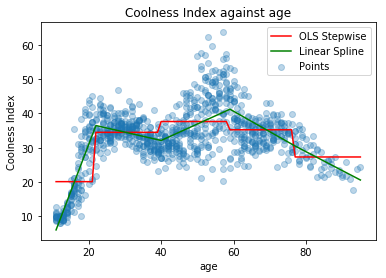 Coolness Index against age
OLS Stepwise
Linear Spline
Points
60
50
40
30
20
10
Coolness Index
20
40
60
80
age